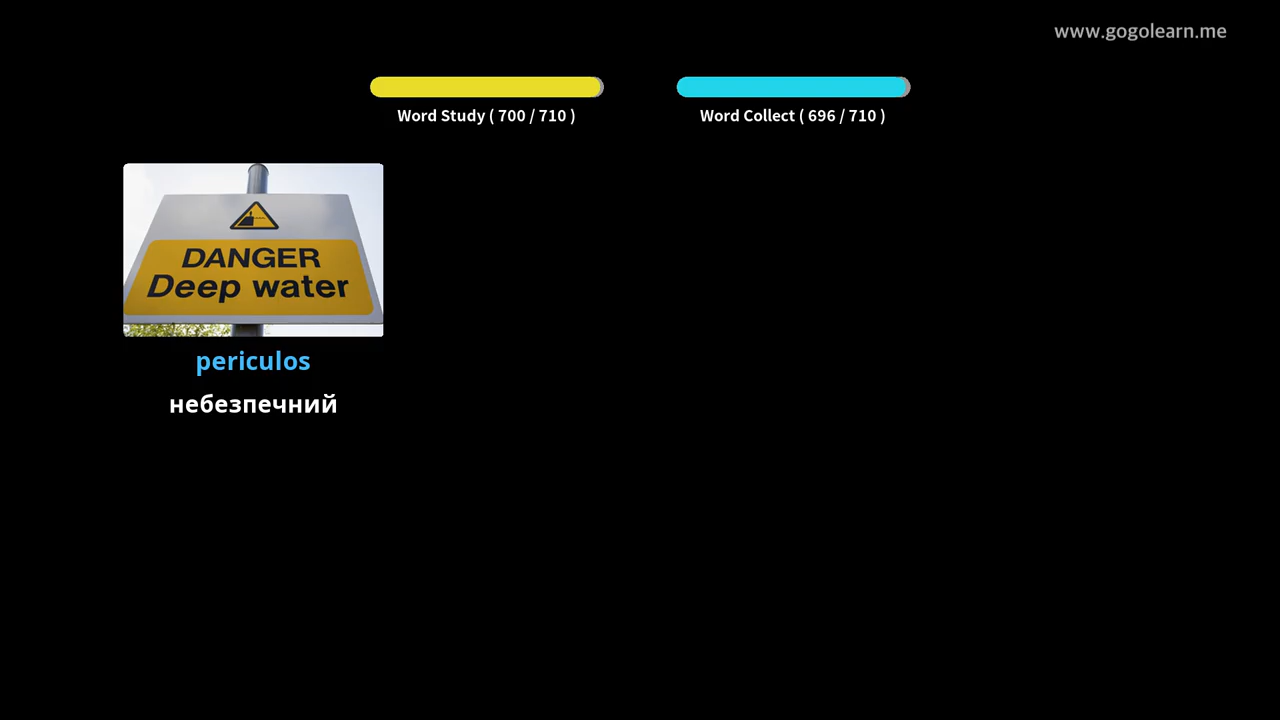 www.gogolearn.me
Word Study ( 700 / 710 )
Word Collect ( 696 / 710 )
DANGER
Deep water
periculos
небезпечний